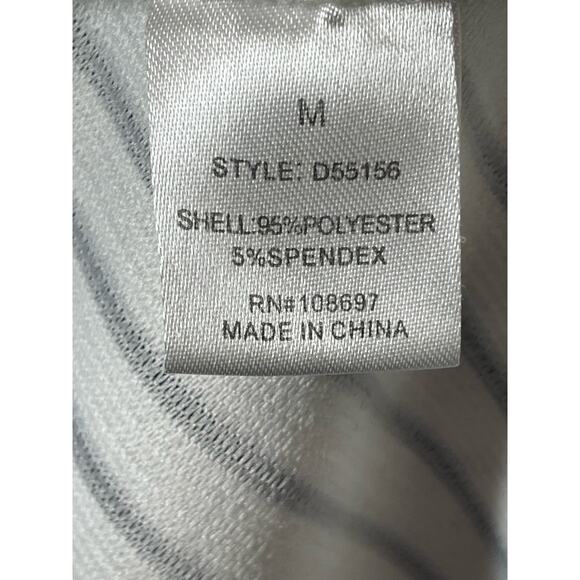 M
STYLE: D55156
SHELL:95%POLYESTER
5%SPENDEX
RN#108697
MADE IN CHINA